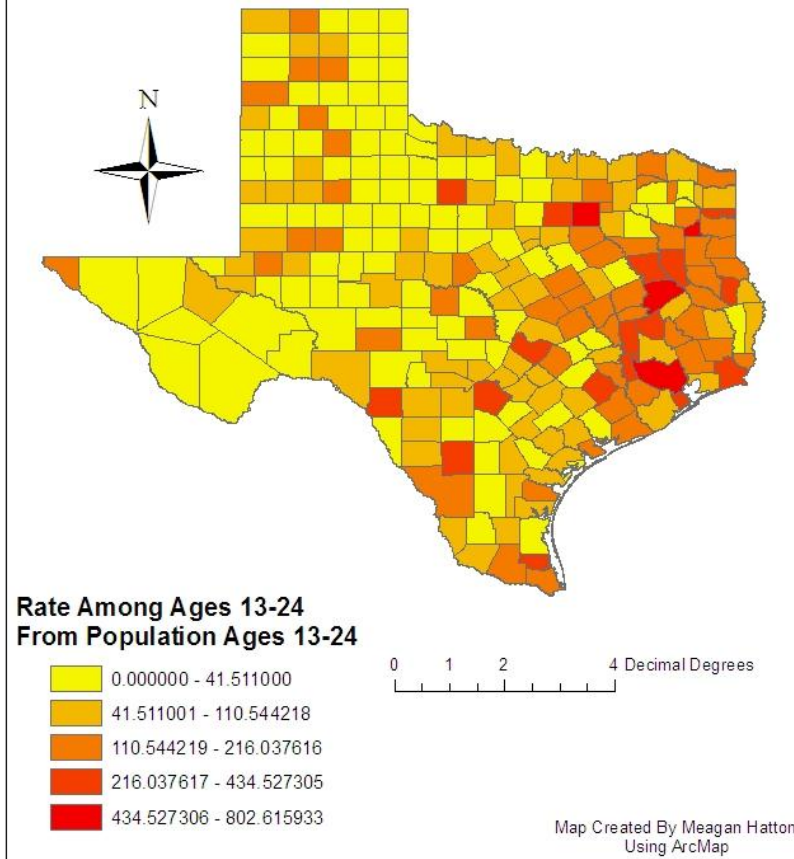 N
Rate Among Ages 13-24
From Population Ages 13-24
0.000000 - 41.511000
41.511001 - 110.544218
110.544219 - 216.037616
216.037617 - 434.527305
434.527306 - 802.615933
0 1 2 4 Decimal Degrees
Map Created By Meagan Hatton
Using ArcMap